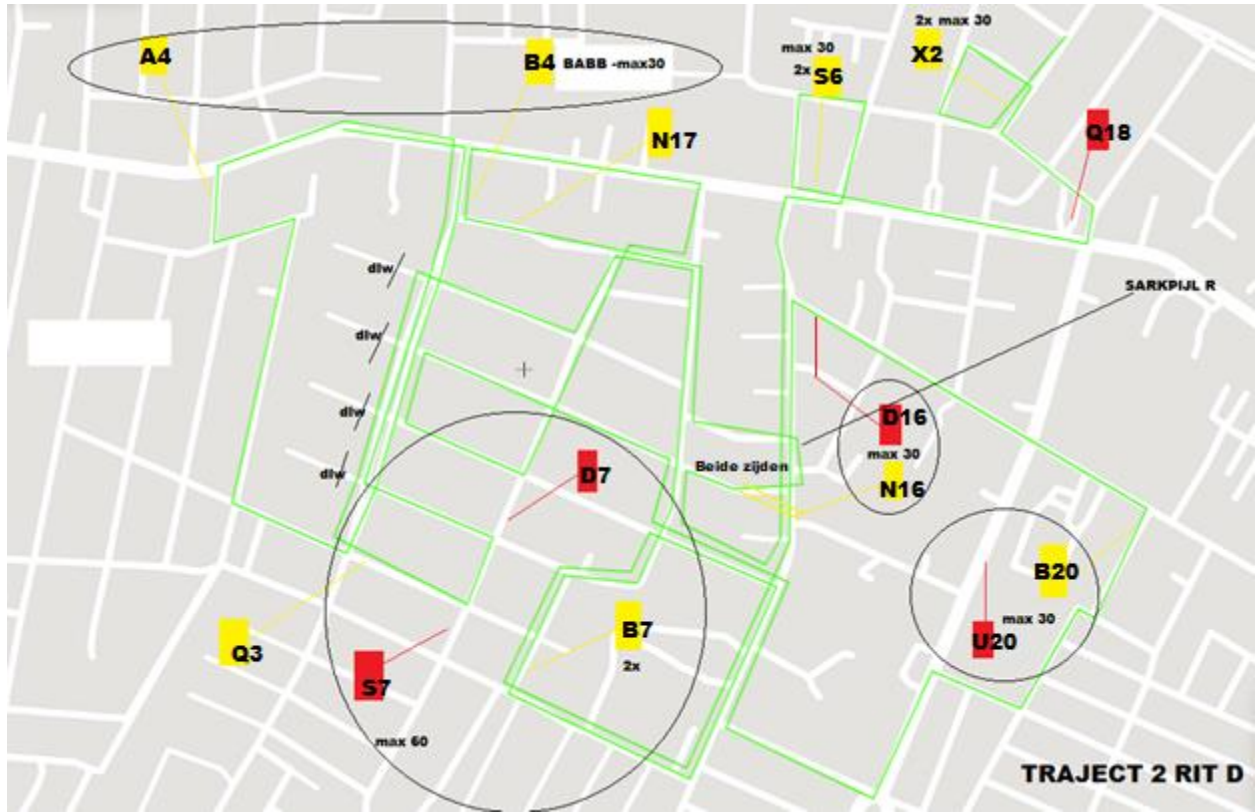 2x max 30
A4
B4 BABB -max30
max 30
2x
S6
X2
N17
Q18
dlw
SARKPIJL R
dlw
dlw
D16
max 30
Beide zijden
dlw
D7
N16
B20
max 30
B7
U20
Q3
2x
S7
max 60
TRAJECT 2 RIT D